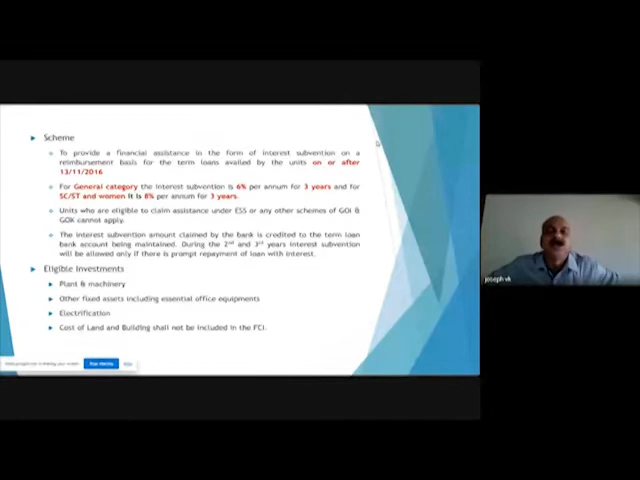 Scheme
To provide a financial assistance in the form of interest subvention on a
reimbursement basis for the term loans availed by the units on or after
13/11/2016
For General category the interest subvention is 6% per annum for 3 years and for
SC/ST and women it is 8% per annum for 3 years.
Units who are eligible to claim assistance under ESS or any other schemes of GOI &
GOK cannot apply.
The interest subvention amount claimed by the bank is credited to the term loan
bank account being maintained. During the 2nd and 3rd years interest subvention
will be allowed only if there is prompt repayment of loan with interest.
Eligible Investments
Plant & machinery
Other fixed assets including essential office equipments
Electrification
Cost of Land and Building shall not be included in the FCI.
joseph vk